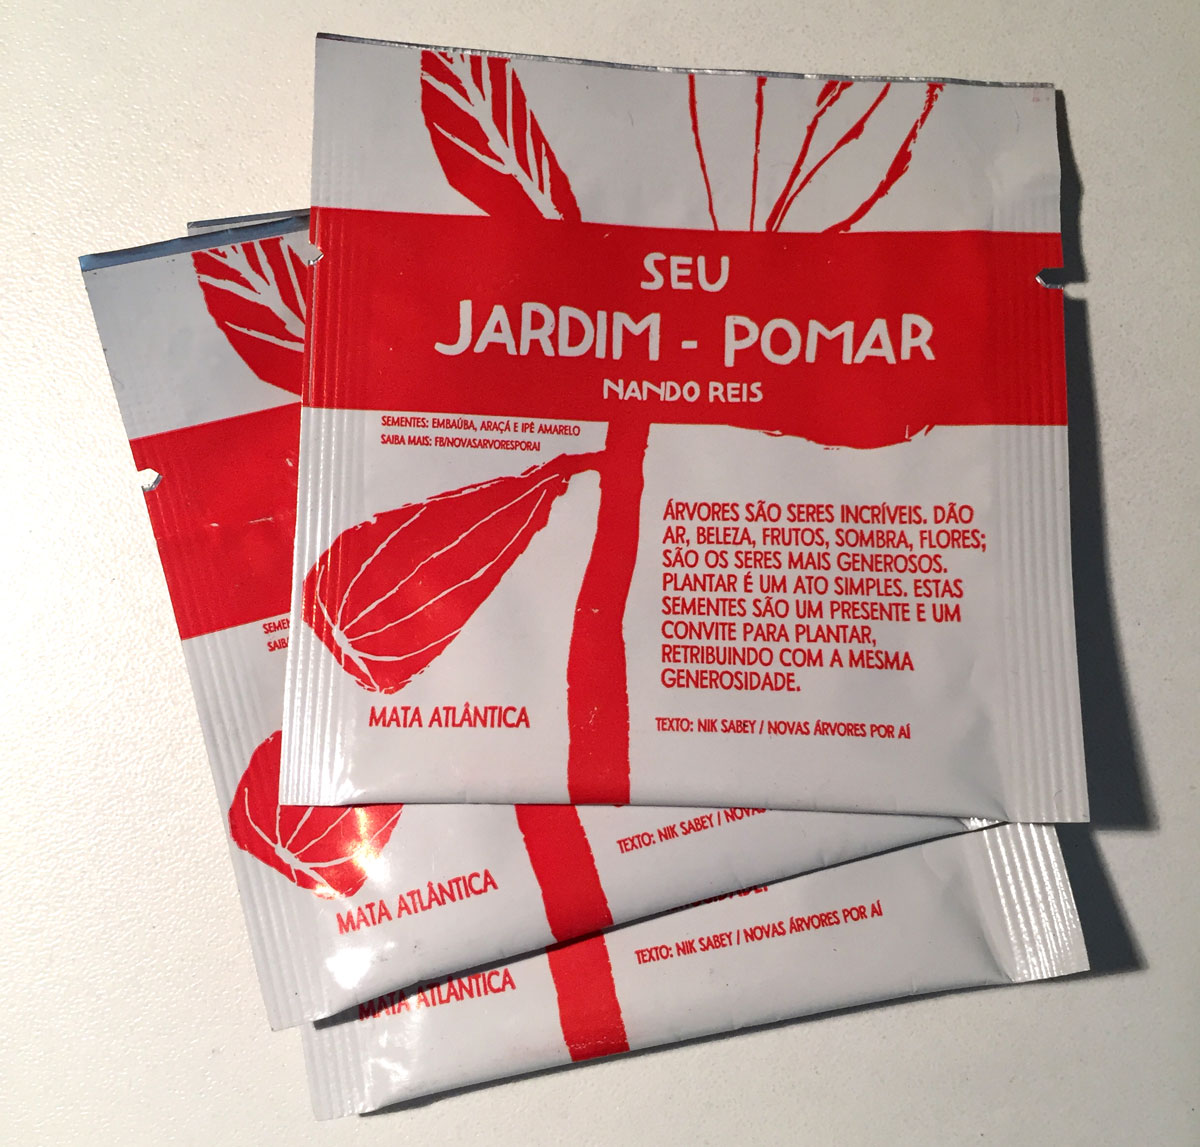 SEU
JARDIM - POMAR
NANDO REIS
SEMENTES: EMBAÚBA, ARAÇÁ E IPÊ AMARELO
SAIBA MAIS: FB/NOVASARVORESPORAI
ÁRVORES SÃO SERES INCRÍVEIS. DÃO
AR, BELEZA, FRUTOS, SOMBRA, FLORES;
SÃO OS SERES MAIS GENEROSOS.
PLANTAR É UM ATO SIMPLES. ESTAS
SEMENTES SÃO UM PRESENTE E UM
CONVITE PARA PLANTAR,
RETRIBUINDO COM A MESMA
GENEROSIDADE.
MATA ATLÂNTICA
TEXTO: NIK SABEY / NOVAS ÁRVORES POR AÍ
MATA ATLÂNTICA
TEXTO: NIK SABEY /
MATA ATLÂNTICA
TEXTO: NIK SABEY / NOVAS ÁRVORES POR AÍ